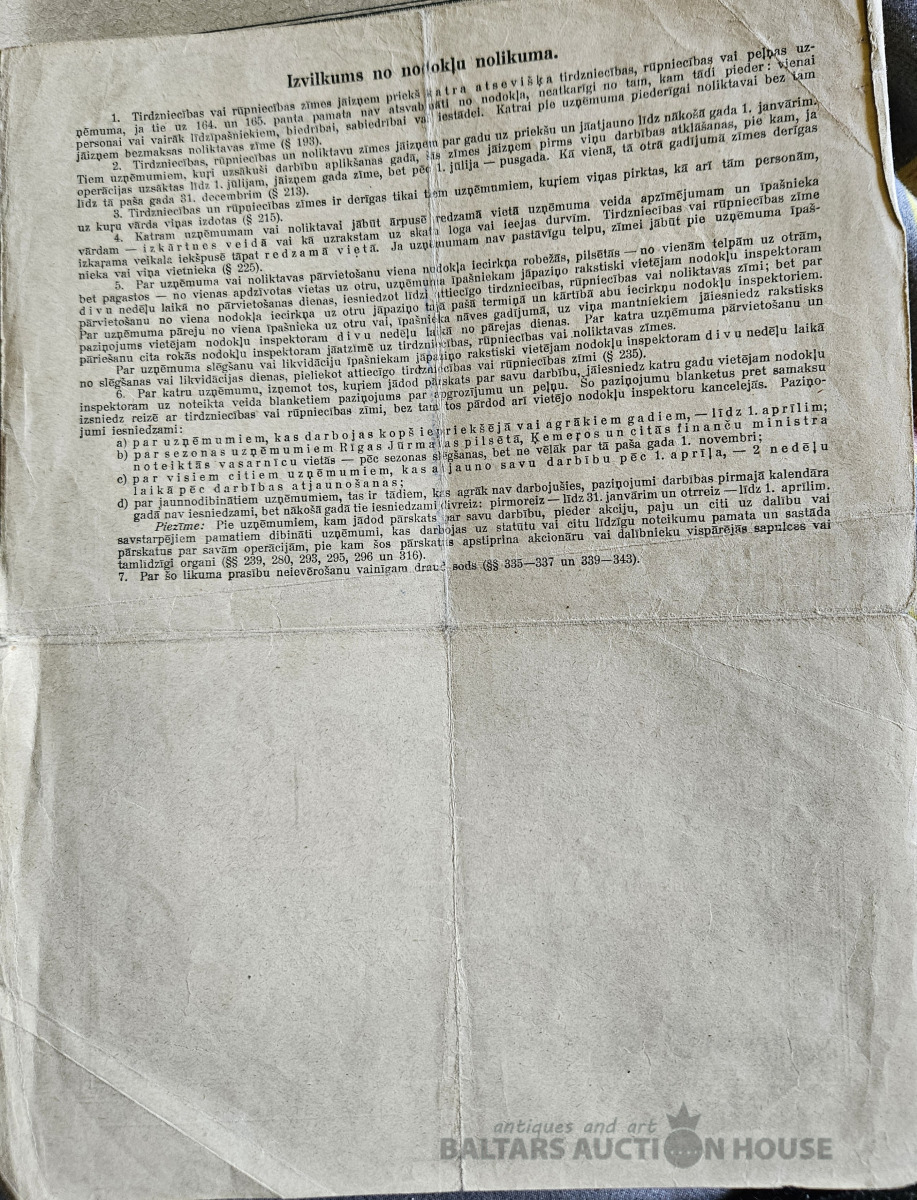 Izvilkums no nodokļu nolikuma.
1. Tirdzniecības vai rūpniecības zīmes jāizņem priekš katra atsevišķa tirdzniecības, rūpniecības vai peļņas uz-
ņēmuma, ja tie uz 164. un 165. panta pamata nav atsvabināti no nodokļa, neatkarīgi no tam, kam tādi pieder: vienai
personai vai vairāk līdzīpašniekiem, biedrībai, sabiedrībai vai iestādei. Katrai pie uzņēmuma piederīgai noliktavai bez tam
jāizņem bezmaksas noliktavas zīme (§ 193).
2. Tirdzniecības, rūpniecības un noliktavu zīmes jāizņem par gadu uz priekšu un jāatjauno līdz nākošā gada 1. janvārim.
Tiem uzņēmumiem, kuŗi uzsākuši darbību aplikšanas gadā, šās zīmes jāizņem pirms viņu darbības atklāšanas, pie kam, ja
operācijas uzsāktas līdz 1. jūlijam, jāizņem gada zīme, bet pēc 1. jūlija — pusgada. Kā vienā, tā otrā gadījumā zīmes derīgas
līdz tā paša gada 31. decembrim (§ 213).
3. Tirdzniecības un rūpniecības zīmes ir derīgas tikai tiem uzņēmumiem, kuŗiem viņas pirktas, kā arī tām personām,
uz kuŗu vārda viņas izdotas (§ 215).
4. Katram uzņēmumam vai noliktavai jābūt ārpusē redzamā vietā uzņēmuma veida apzīmējumam un īpašnieka
vārdam — izkārtnes veidā vai kā uzrakstam uz skatu loga vai ieejas durvīm. Tirdzniecības vai rūpniecības zīme
izkaŗama veikala iekšpusē tāpat redzamā vietā. Ja uzņēmumam nav pastāvīgu telpu, zīmei jābūt pie uzņēmuma īpaš-
nieka vai viņa vietnieka (§ 225).
5. Par uzņēmuma vai noliktavas pārvietošanu viena nodokļa iecirkņa robežās, pilsētās — no vienām telpām uz otrām,
bet pagastos — no vienas apdzīvotas vietas uz otru, uzņēmuma īpašniekam jāpaziņo rakstiski vietējam nodokļu inspektoram
divu nedēļu laikā no pārvietošanas dienas, iesniedzot līdz attiecīgo tirdzniecības, rūpniecības vai noliktavas zīmi; bet par
pārvietošanu no viena nodokļa iecirkņa uz otru jāpaziņo tajā pašā termiņā un kārtībā abu iecirkņu nodokļu inspektoriem.
Par uzņēmuma pāreju no viena īpašnieka uz otru vai, īpašnieka nāves gadījumā, uz viņa mantniekiem jāiesniedz rakstisks
paziņojums vietējam nodokļu inspektoram divu nedēļu laikā no pārejas dienas. Par katra uzņēmuma pārvietošanu un
pāriešanu cita rokās nodokļu inspektoram jāatzīmē uz tirdzniecības, rūpniecības vai noliktavas zīmes.
Par uzņēmuma slēgšanu vai likvidāciju īpašniekam jāpaziņo rakstiski vietējam nodokļu inspektoram divu nedēļu laikā
no slēgšanas vai likvidācijas dienas, pieliekot attiecīgo tirdzniecības vai rūpniecības zīmi (§ 235).
6. Par katru uzņēmumu, izņemot tos, kuŗiem jādod pārskats par savu darbību, jāiesniedz katru gadu vietējam nodokļu
inspektoram uz noteikta veida blanketiem paziņojums par apgrozījumu un peļņu. Šo paziņojumu blanketus pret samaksu
izsniedz reizē ar tirdzniecības vai rūpniecības zīmi, bez tam tos pārdod arī vietējo nodokļu inspektoru kancelejās. Paziņo-
jumi iesniedzami:
a) par uzņēmumiem, kas darbojas kopš iepriekšējā vai agrākiem gadiem, — līdz 1. aprīlim;
b) par sezonas uzņēmumiem Rīgas Jūrmalas pilsētā, Ķemeros un citās finanču ministra
noteiktās vasarnīcu vietās — pēc sezonas slēgšanas, bet ne vēlāk par tā paša gada 1. novembri;
c) par visiem citiem uzņēmumiem, kas atjauno savu darbību pēc 1. aprīļa, — 2 nedēļu
laikā pēc darbības atjaunošanas;
d) par jaunnodibinātiem uzņēmumiem, tas ir tādiem, kas agrāk nav darbojušies, paziņojumi darbības pirmajā kalendāra
gadā nav iesniedzami, bet nākošā gadā tie iesniedzami divreiz: pirmoreiz — līdz 31. janvārim un otrreiz — līdz 1. aprīlim.
Piezīme: Pie uzņēmumiem, kam jādod pārskats par savu darbību, pieder akciju, paju un citi uz dalību vai
savstarpējiem pamatiem dibināti uzņēmumi, kas darbojas uz statūtu vai citu līdzīgu noteikumu pamata un sastāda
pārskatus par savām operācijām, pie kam šos pārskatus apstiprina akcionāru vai dalībnieku vispārējās sapulces vai
tamlīdzīgi organi (§§ 239, 280, 293, 295, 296 un 316).
7. Par šo likuma prasību neievērošanu vainīgam draud sods (§§ 335—337 un 339—343).
antiques and art
BALTARS AUCTION HOUSE